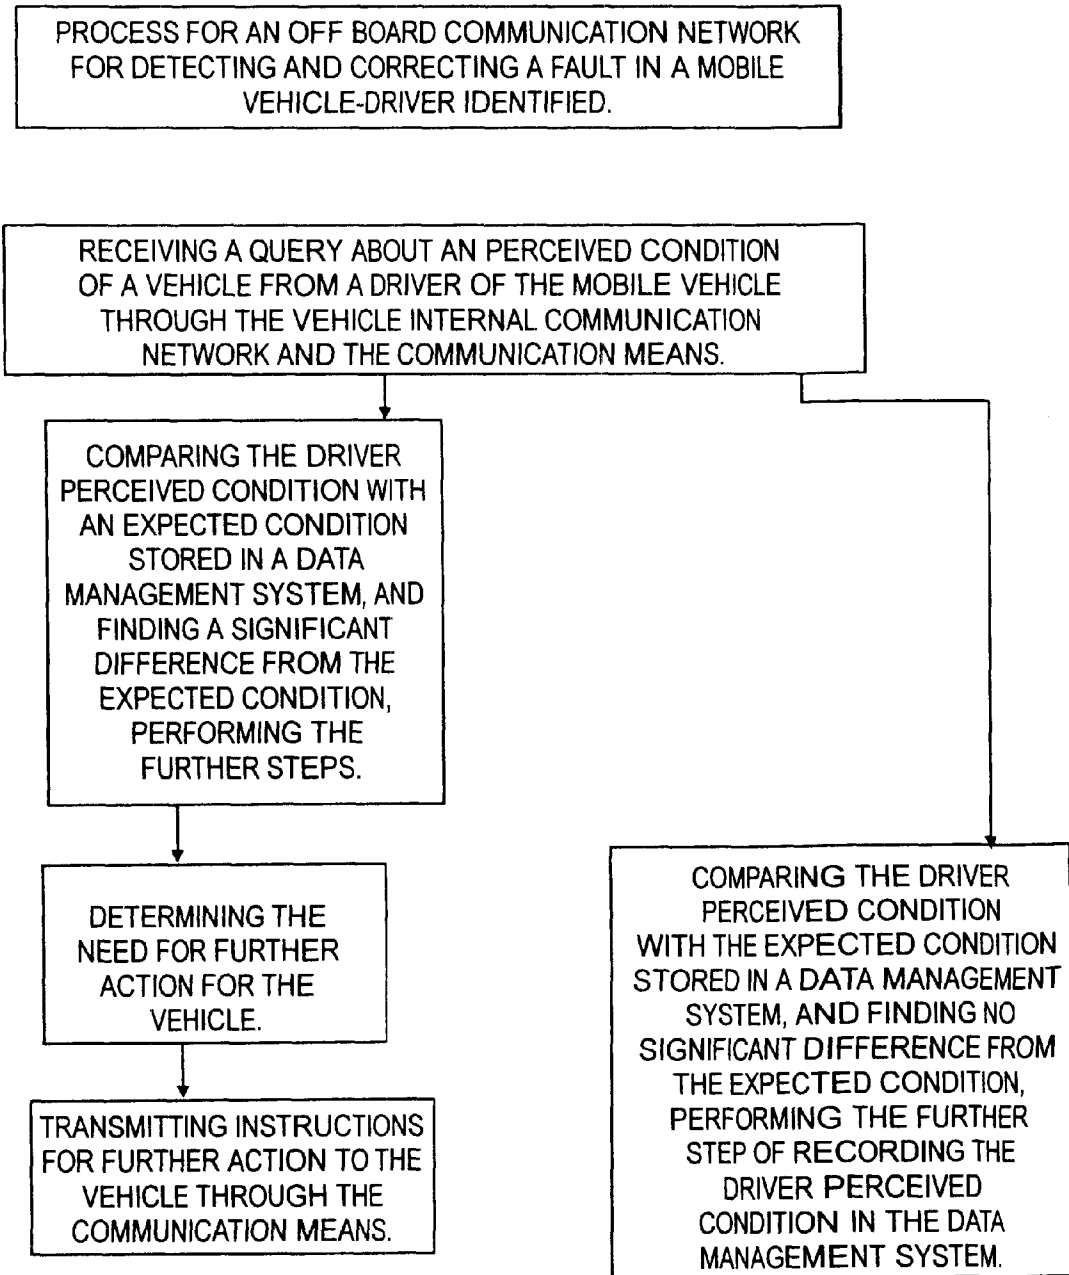 PROCESS FOR AN OFF BOARD COMMUNICATION NETWORK
FOR DETECTING AND CORRECTING A FAULT IN A MOBILE
VEHICLE-DRIVER IDENTIFIED.
RECEIVING A QUERY ABOUT AN PERCEIVED CONDITION
OF A VEHICLE FROM A DRIVER OF THE MOBILE VEHICLE
THROUGH THE VEHICLE INTERNAL COMMUNICATION
NETWORK AND THE COMMUNICATION MEANS.
COMPARING THE DRIVER
PERCEIVED CONDITION WITH
AN EXPECTED CONDITION
STORED IN A DATA
MANAGEMENT SYSTEM, AND
FINDING A SIGNIFICANT
DIFFERENCE FROM THE
EXPECTED CONDITION,
PERFORMING THE
FURTHER STEPS.
DETERMINING THE
NEED FOR FURTHER
ACTION FOR THE
VEHICLE.
TRANSMITTING INSTRUCTIONS
FOR FURTHER ACTION TO THE
VEHICLE THROUGH THE
COMMUNICATION MEANS.
COMPARING THE DRIVER
PERCEIVED CONDITION
WITH THE EXPECTED CONDITION
STORED IN A DATA MANAGEMENT
SYSTEM, AND FINDING NO
SIGNIFICANT DIFFERENCE FROM
THE EXPECTED CONDITION,
PERFORMING THE FURTHER
STEP OF RECORDING THE
DRIVER PERCEIVED
CONDITION IN THE DATA
MANAGEMENT SYSTEM.